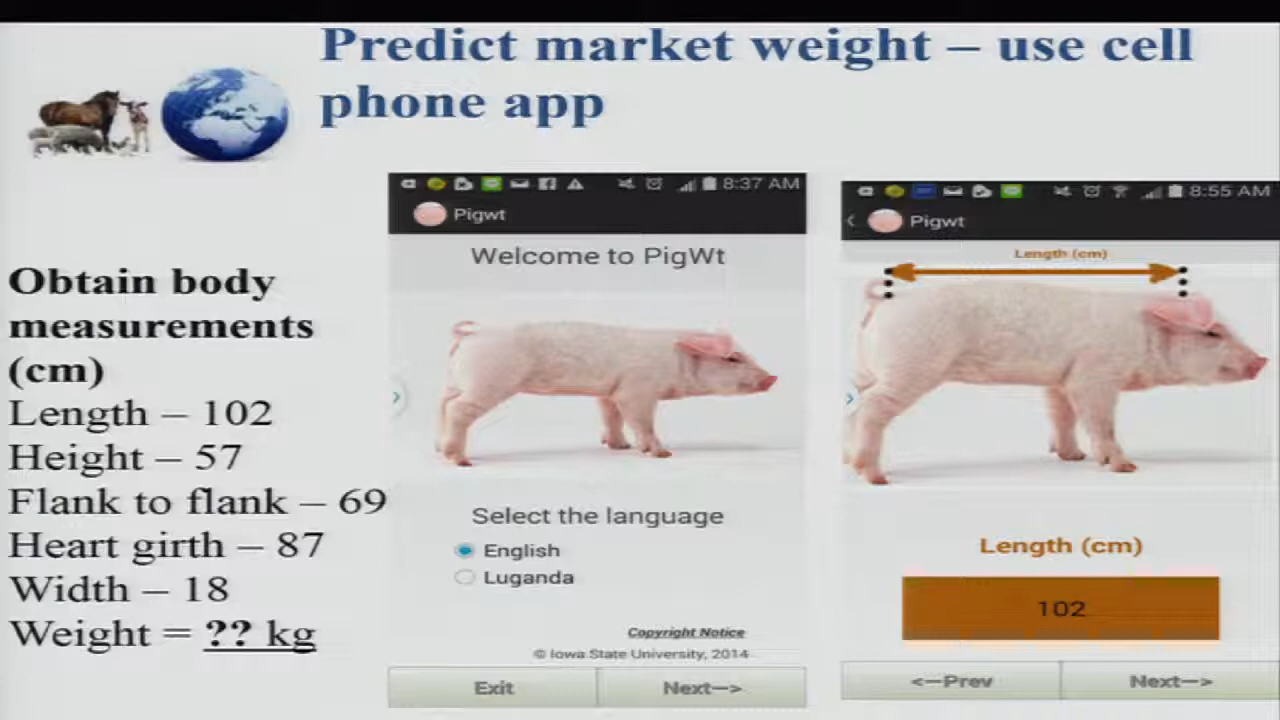 Predict market weight – use cell
phone app
Obtain body
measurements
(cm)
Length – 102
Height – 57
Flank to flank – 69
Heart girth – 87
Width – 18
Weight = ?? kg
8:37 AM
Pigwt
Welcome to PigWt
Select the language
English
Luganda
Copyright Notice
© Iowa State University, 2014
Exit
Next-->
8:55 AM
Pigwt
Length (cm)
Length (cm)
102
<--Prev
Next-->